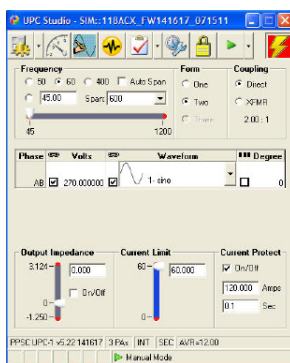 UPC Studio - SIM::118ACX_FW141617_071511
Frequency Form Coupling
50 60 400 Auto Span One Direct
45.00 Span: 600 Two XFMR
Three 2.00 : 1
45 1200
Phase Volts Waveform Degree
AB 270.000000 1- sine 0
Output Impedance Current Limit Current Protect
3.124 0.000 60 60.000 On/Off
On/Off 120.000 Amps
0.1 Sec
-1.250 0
PPSC UPC-1 v5.22 141617 3 PAs INT SEC AVR=12.00
Manual Mode